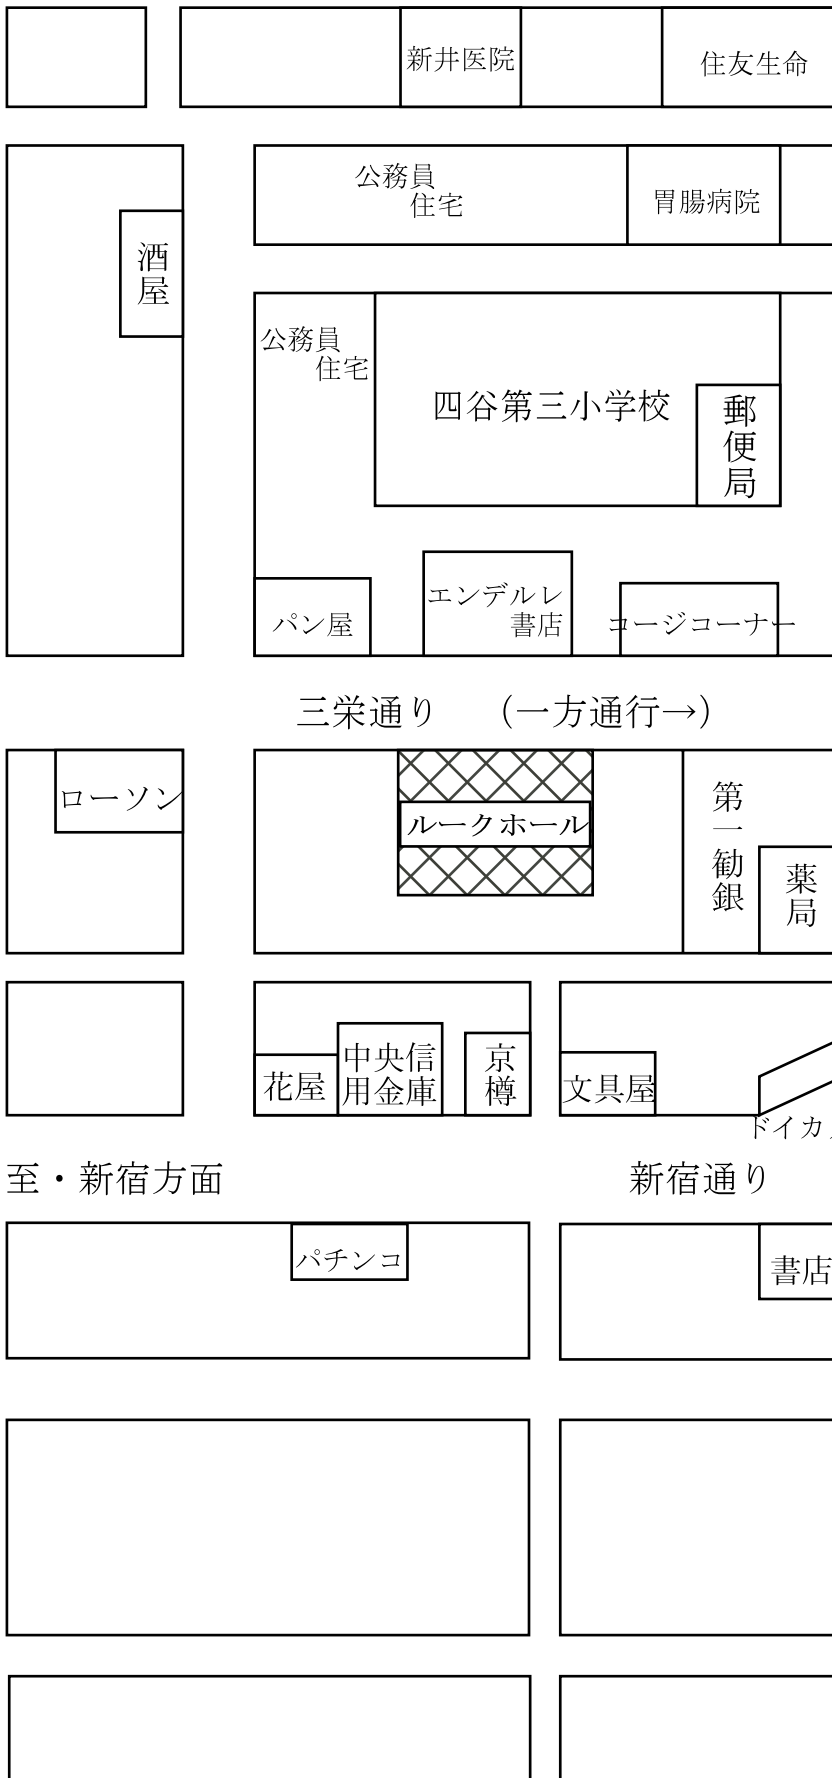 新井医院
住友生命
公務員
住宅
胃腸病院
酒屋
公務員
住宅
四谷第三小学校
郵便局
パン屋
エンデルレ
書店
コージコーナー
三栄通り （一方通行→）
ローソン
ルークホール
第一勧銀
薬局
花屋
中央信
用金庫
京樽
文具屋
ドイカ
至・新宿方面
新宿通り
パチンコ
書店